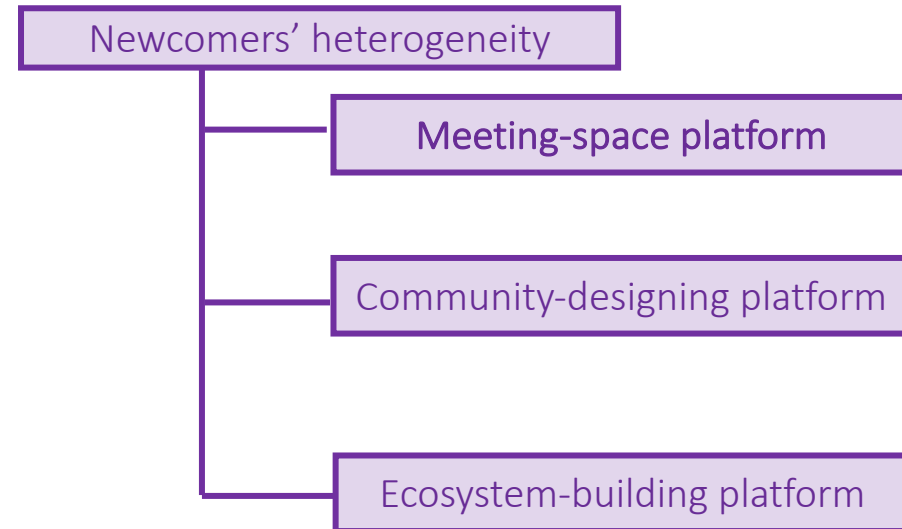 Newcomers’ heterogeneity
Meeting-space platform
Community-designing platform
Ecosystem-building platform